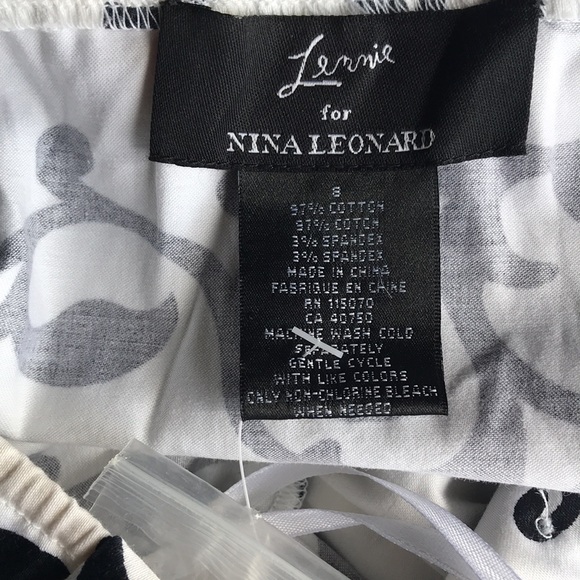 Lennie
for
NINA LEONARD
8
97% COTTON
97% COTON
3% SPANDEX
3% SPANDEX
MADE IN CHINA
FABRIQUE EN CHINE
RN 115070
CA 40750
MACHINE WASH COLD
SEPARATELY
GENTLE CYCLE
WITH LIKE COLORS
ONLY NON-CHLORINE BLEACH
WHEN NEEDED